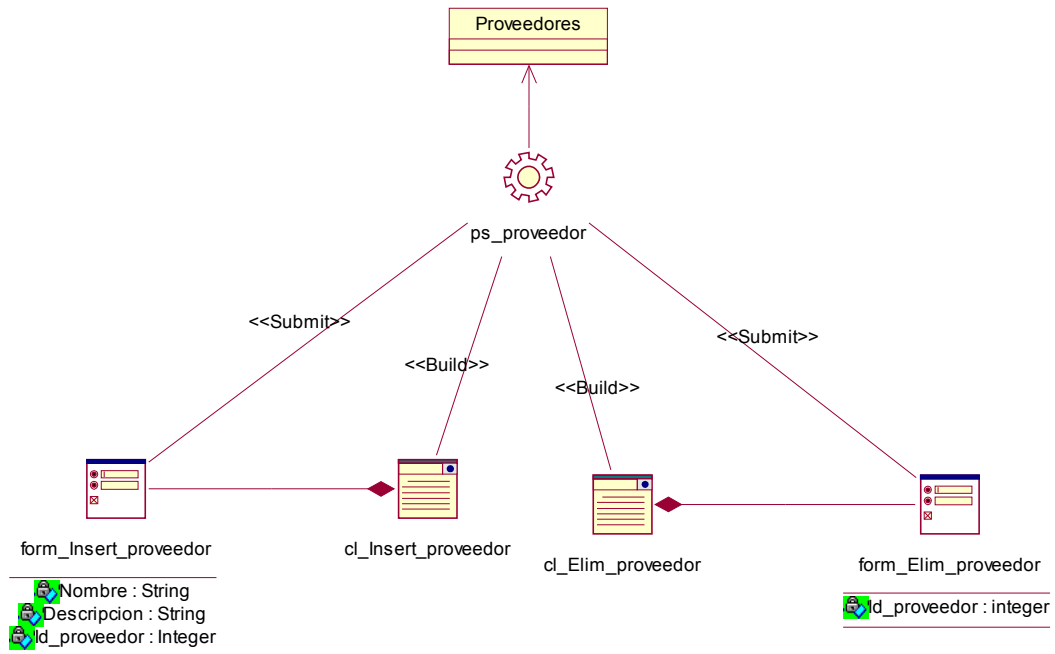 Proveedores
ps_proveedor
<<Submit>>
<<Submit>>
<<Build>>
<<Build>>
form_Insert_proveedor
cl_Insert_proveedor
cl_Elim_proveedor
form_Elim_proveedor
Nombre : String
Descripcion : String
Id_proveedor : Integer
Id_proveedor : integer